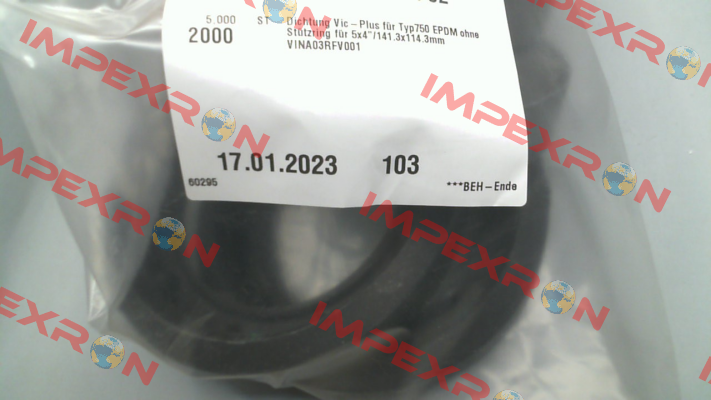 5.000 ST Dichtung Vic-Plus für Typ750 EPDM ohne
2000 Stützring für 5x4"/141.3x114.3mm
VINA03RFV001
17.01.2023 103
60295 ***BEH-Ende
IMPEXRON
IMPEXRON
IMPEXRON
IMPEXRON
IMPEXRON
IMPEXRON